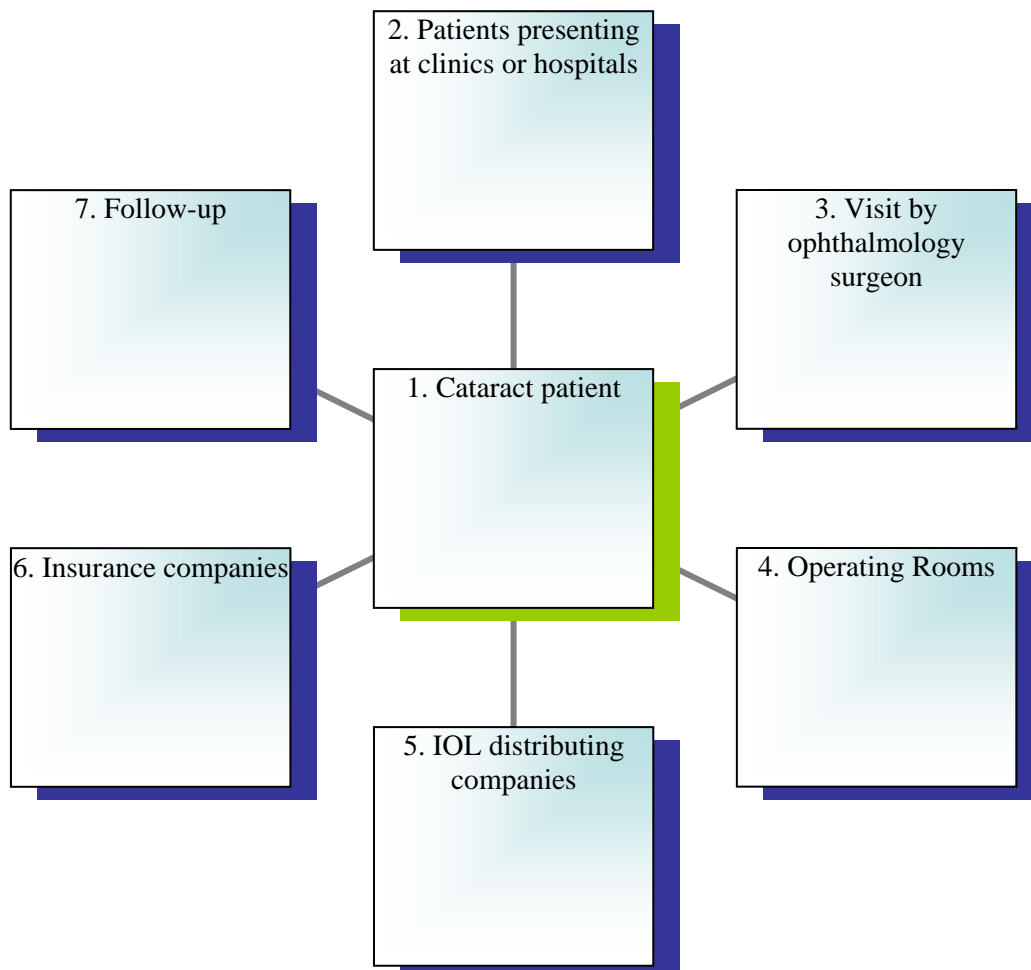 1. Cataract patient
2. Patients presenting
at clinics or hospitals
3. Visit by
ophthalmology
surgeon
4. Operating Rooms
5. IOL distributing
companies
6. Insurance companies
7. Follow-up